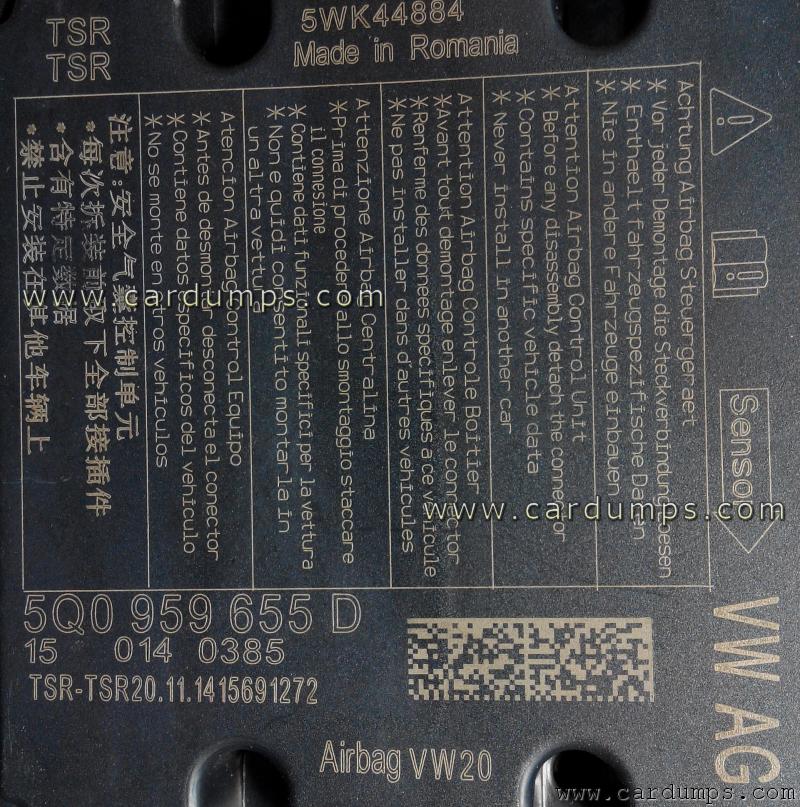 TSR
TSR
5WK44884
Made in Romania
Achtung Airbag Steuergeraet
* Vor jeder Demontage die Steckverbindung loesen
* Enthaelt fahrzeugspezifische Daten
* Nie in andere Fahrzeuge einbauen
Attention Airbag Control Unit
* Before any disassembly detach the connector
* Contains specific vehicle data
* Never install in another car
Attention Airbag Controle Boitier
* Avant tout demontage enlever le connector
* Renferme des donnees specifiques a ce vehicule
* Ne pas installer dans d'autres vehicules
Attenzione Airbag Centralina
* Prima di procedere allo smontaggio staccare
il connesione
* Contiene dati funzionali specifici per la vettura
* Non e quidi consentito montarla in
un altra vettura
Atencion Airbag Control Equipo
* Antes de desmontar desconecta el conector
* Contiene datos especificos del vehiculo
* No se monte en otros vehiculos
注意:安全气囊控制单元
* 每次拆装前取下全部接插件
* 含有特定数据
* 禁止安装在其他车辆上
Sensor
www.cardumps.com
www.cardumps.com
5Q0 959 655 D
15 014 0385
TSR-TSR20.11.1415691272
VW AG
Airbag VW20
www.cardumps.com